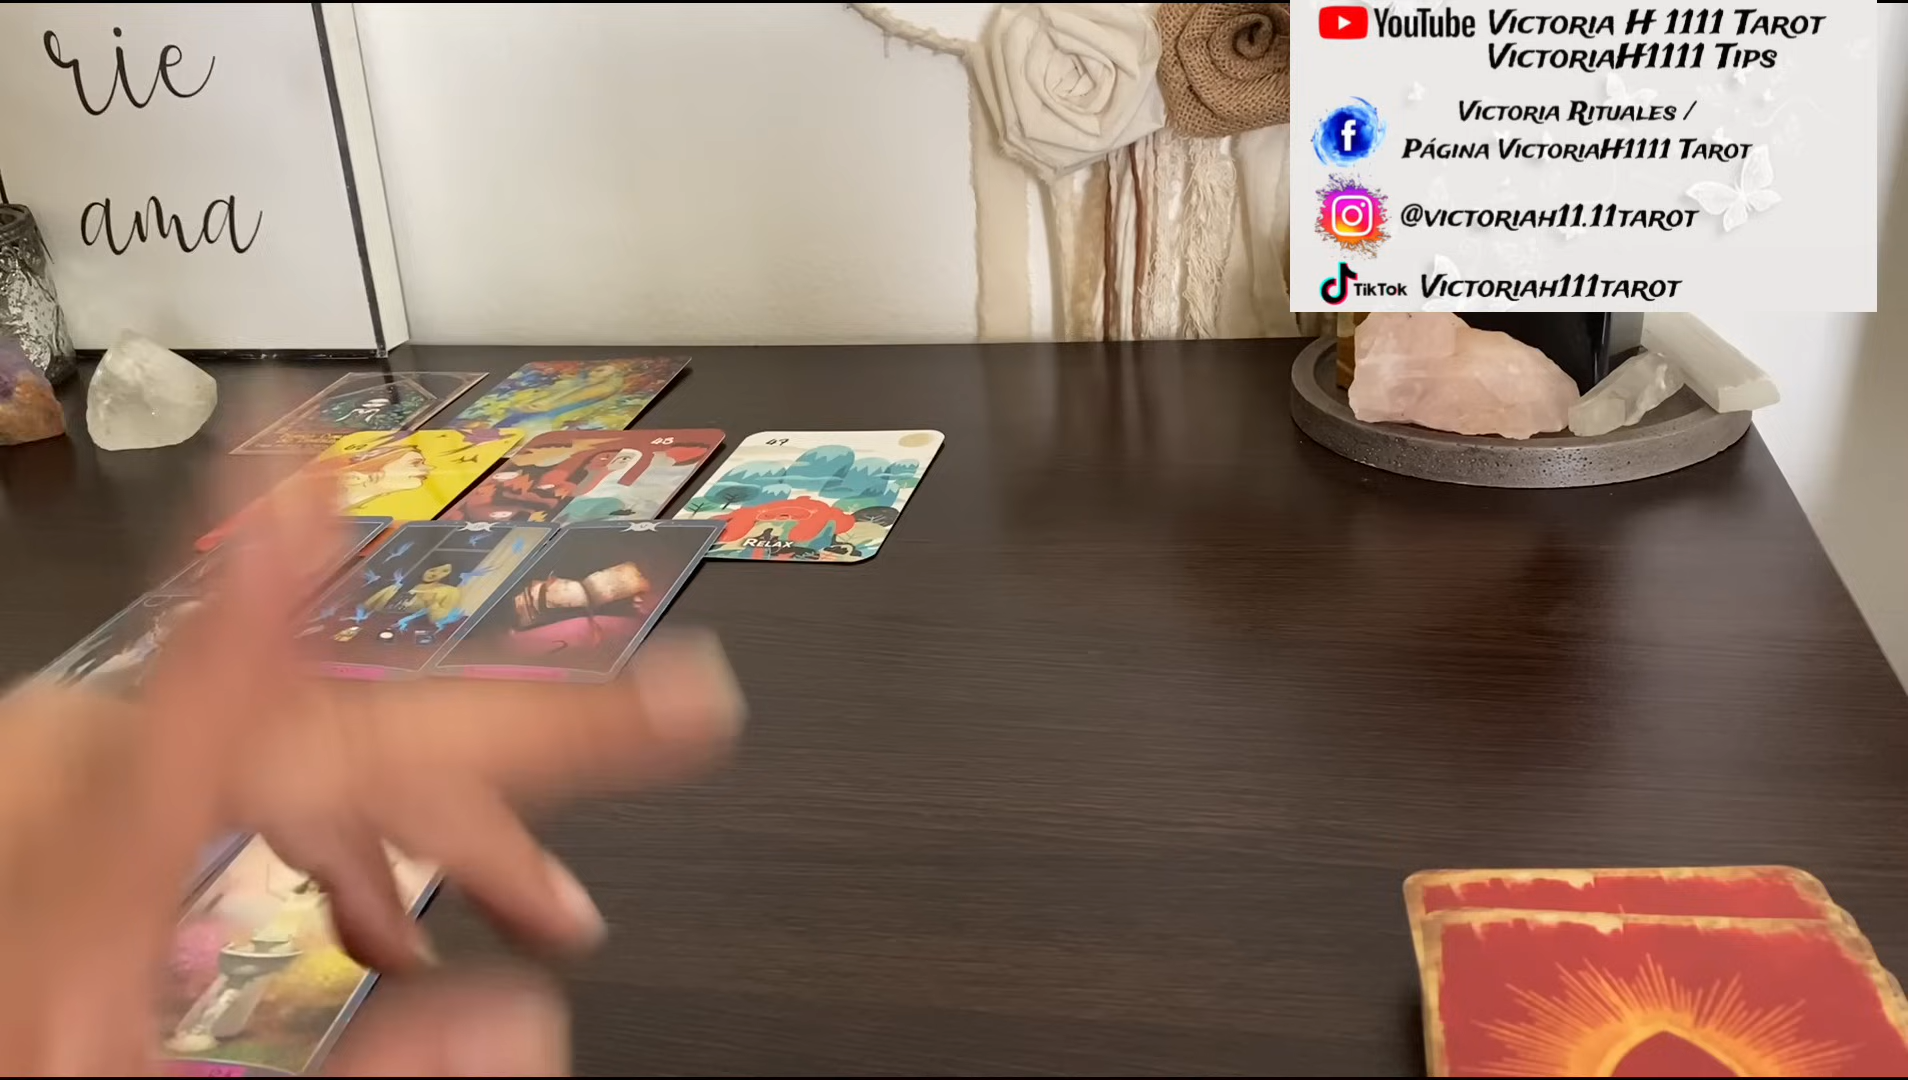 rie
ama
YouTube Victoria H 1111 Tarot
VictoriaH1111 Tips
Victoria Rituales /
Página VictoriaH1111 Tarot
@victoriah11.11tarot
TikTok Victoriah111tarot
48
49
Relax